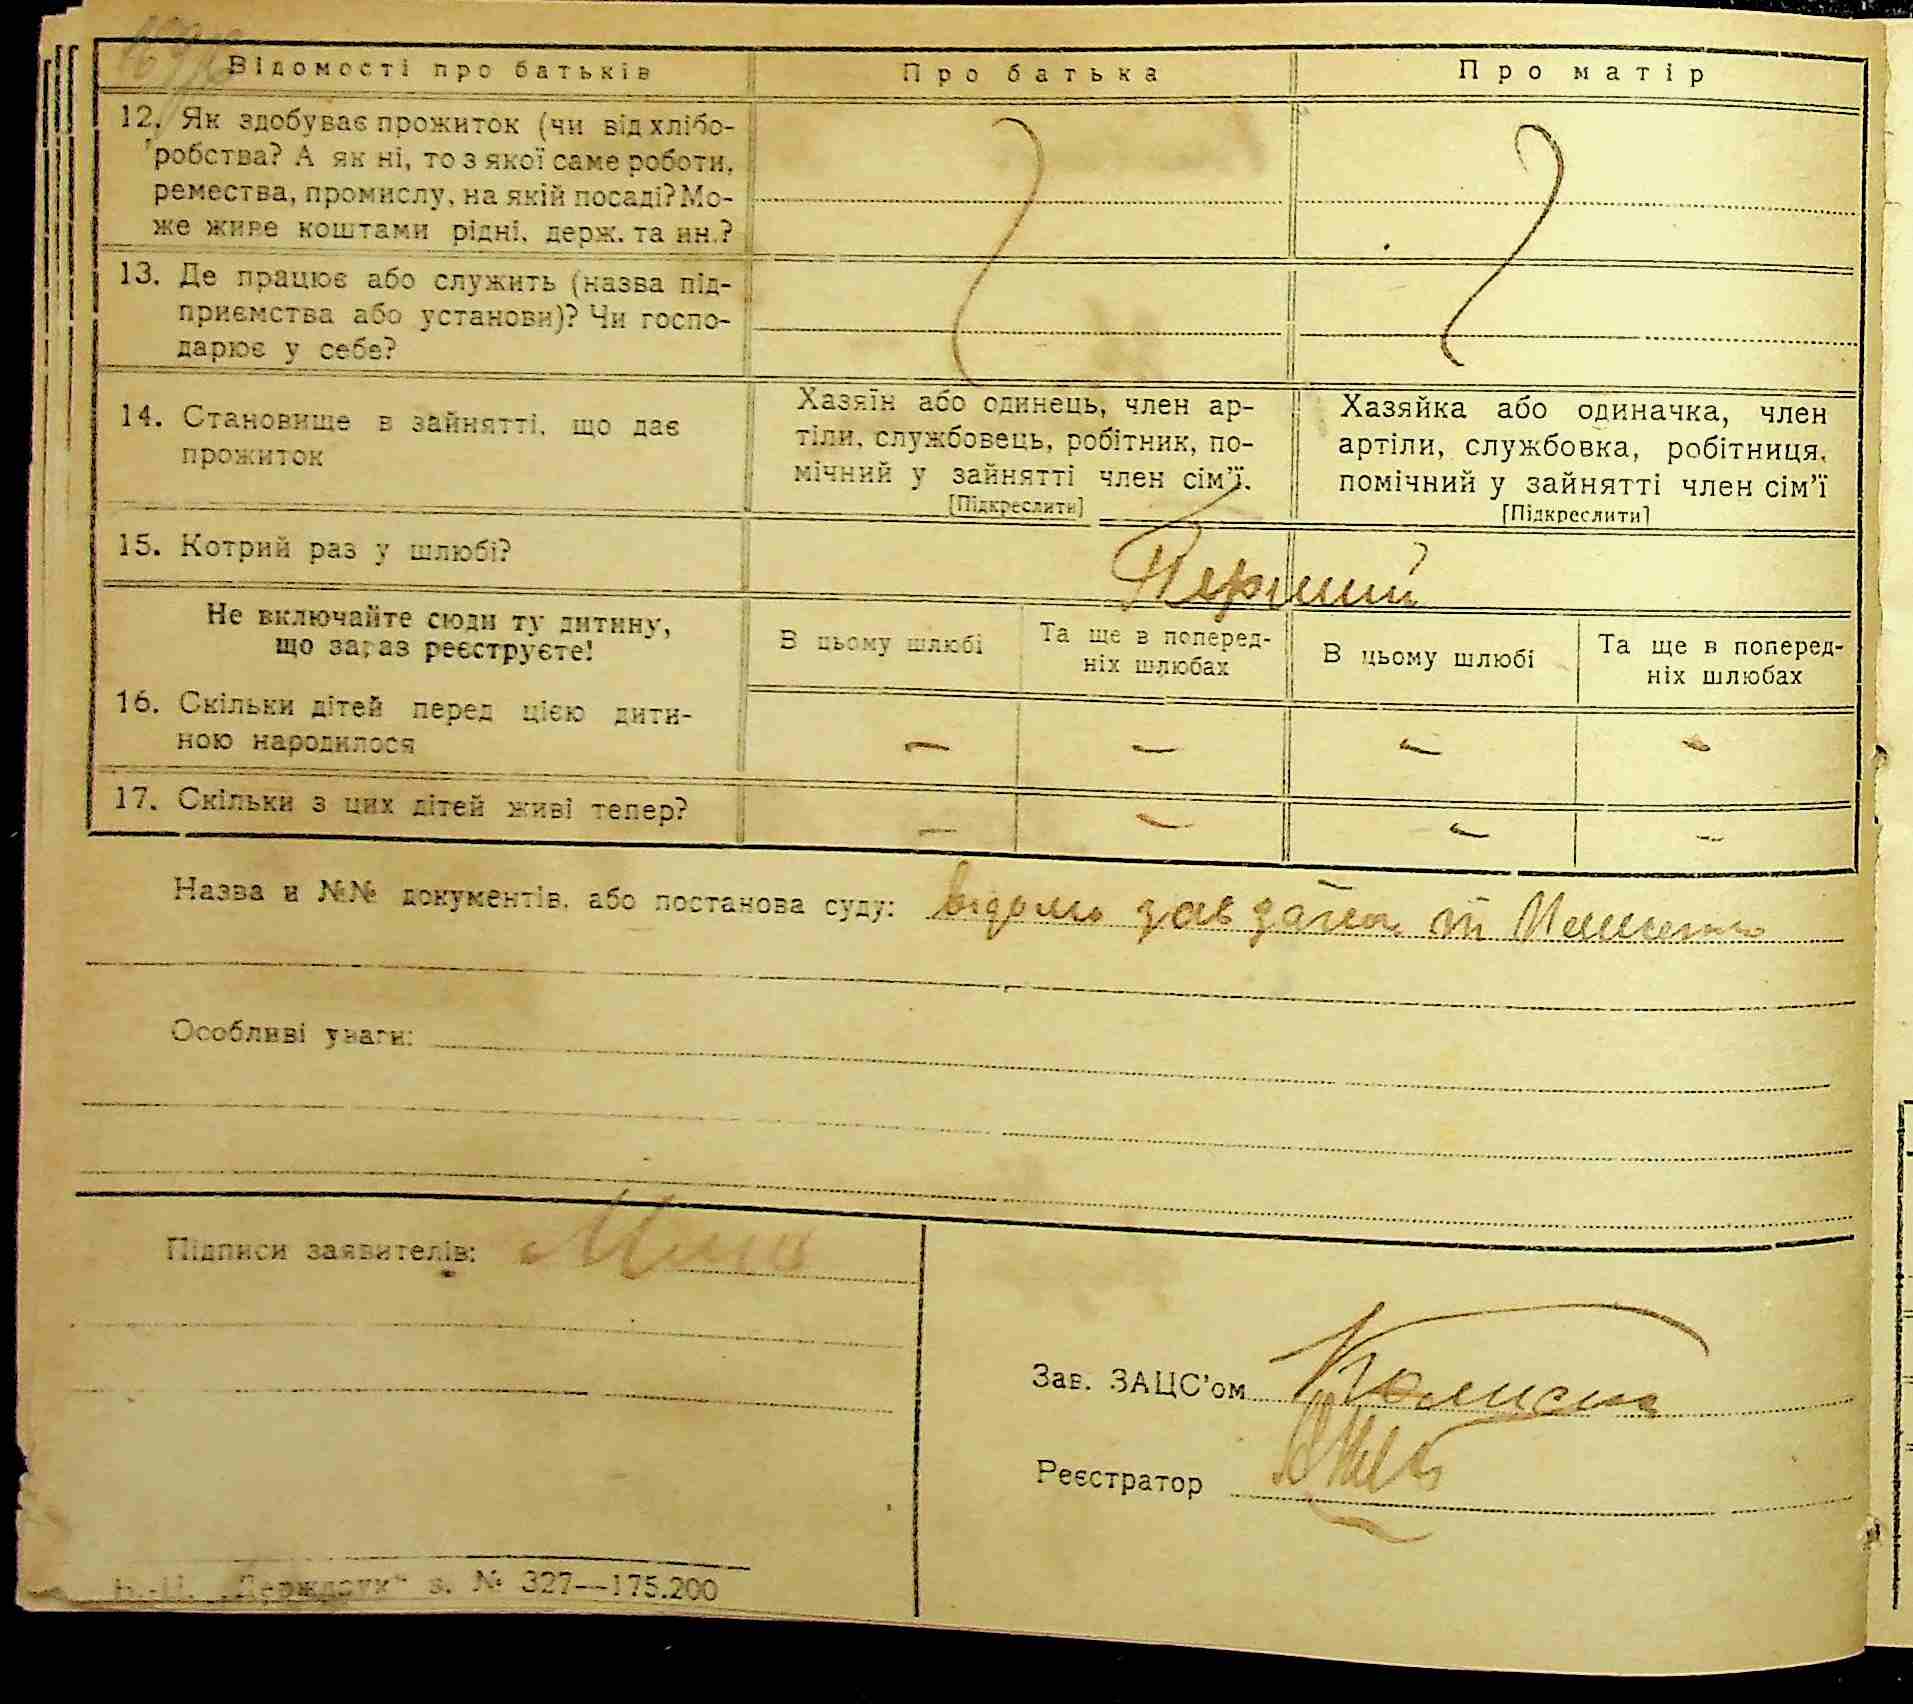 Відомості про батьків
Про батька
Про матір
12. Як здобуває прожиток (чи від хлібо-
робства? А як ні, то з якої саме роботи,
ремества, промислу, на якій посаді? Мо-
же живе коштами рідні, держ. та ин.?
13. Де працює або служить (назва під-
приємства або установи)? Чи госпо-
дарює у себе?
14. Становище в зайнятті, що дає
прожиток
Хазяїн або одинець, член ар-
тіли, службовець, робітник, по-
мічний у зайнятті член сім'ї.
[Підкреслити]
Хазяйка або одиначка, член
артіли, службовка, робітниця,
помічний у зайнятті член сім'ї
[Підкреслити]
15. Котрий раз у шлюбі?
Перший
Не включайте сюди ту дитину,
що зараз реєструєте!
В цьому шлюбі
Та ще в поперед-
ніх шлюбах
В цьому шлюбі
Та ще в поперед-
ніх шлюбах
16. Скільки дітей перед цією дити-
ною народилося
— — — —
17. Скільки з цих дітей живі тепер?
— — — —
Назва и №№ документів, або постанова суду:
Особливі уваги:
Підписи заявителів:
Зав. ЗАЦС'ом
Реєстратор
"Держдрук" з. № 327—175.200